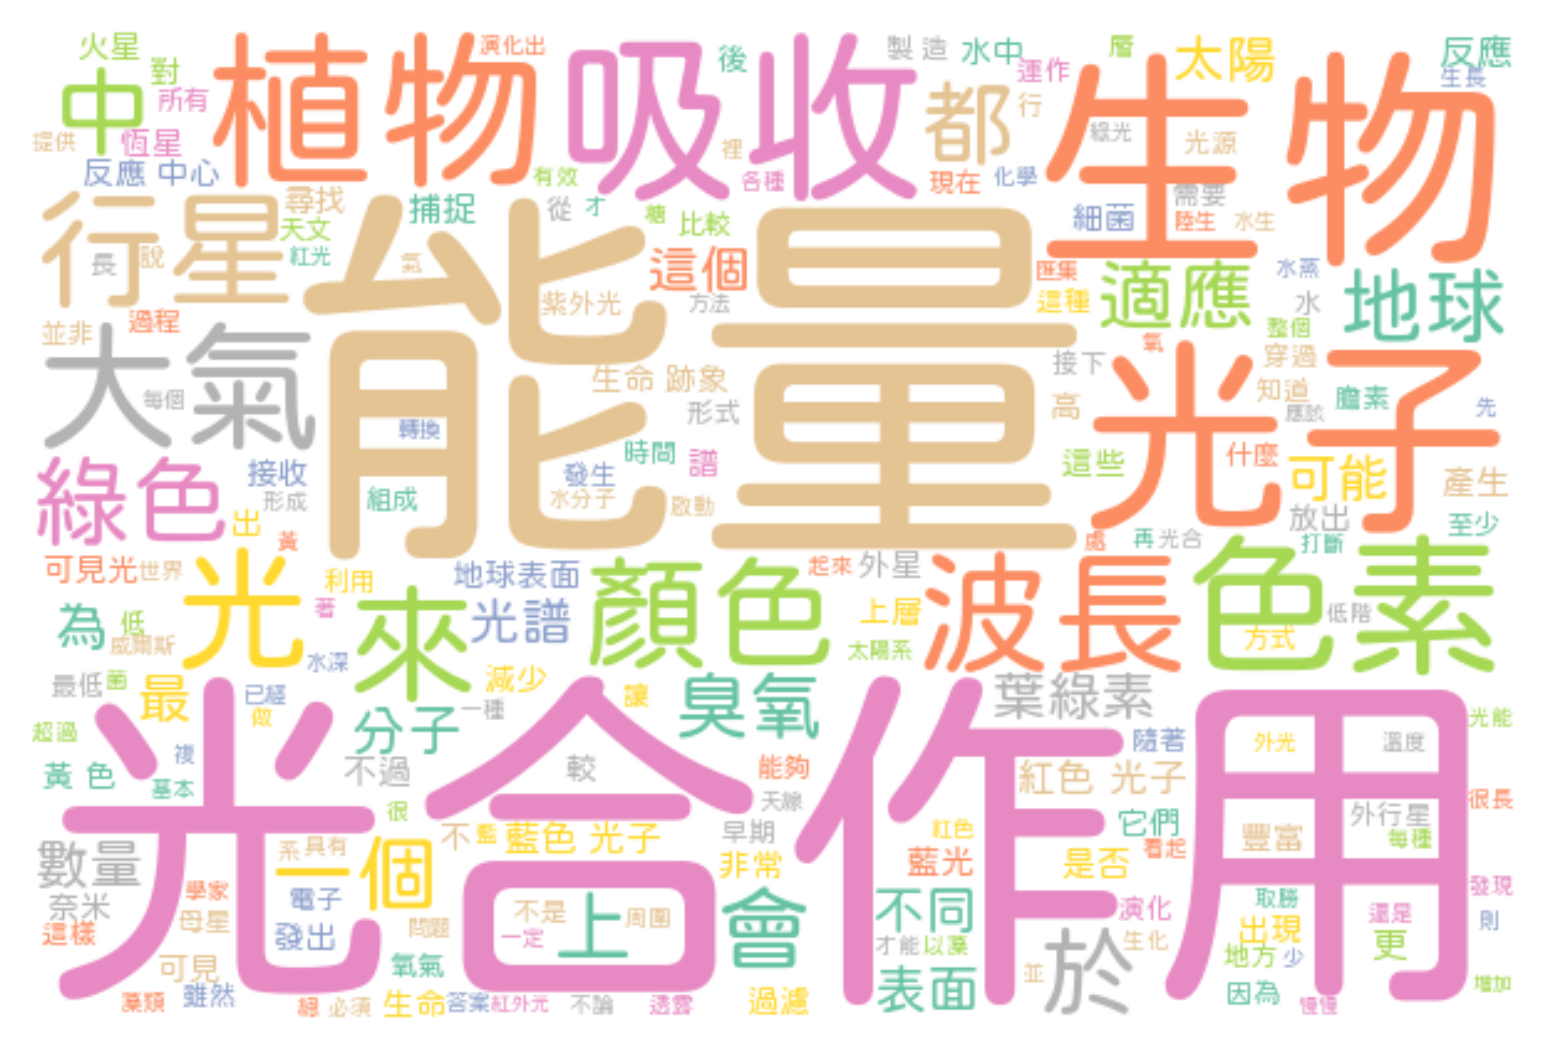 火星
中
對
所有
提供
恆星
反應 中心
植物
演化出
吸收
後
製造
水中
運作
層
太陽
反應
生長
都
行
綠光
光源
生物
裡
各種
有效
現在
化學
需要
細菌
陸生
水生
行星
尋找
天文
紅光
長
說
並非
過程
捕捉
從
才
糖
比較
能量
氣
紫外光
這個
方法
匯集
這種
適應
水蒸
水
整個
地球
大氣
每個
轉換
生命 跡象
形式
接下
高
氧
穿過
知道
應該
膽素
先
光子
綠色
接收
形成
組成
時間
譜
發生
水分子
啟動
這些
什麼
可能
產生
放出
至少
打斷
出
黃
處
再
光合
可見光
世界
光
利用
著
地球表面
起來
外星
為
低
威爾斯
來
光譜
顏色
上層
太陽系
波長
色素
方式
低階
水深
最低
菌
最
已經
做
減少
一種
讓
臭氧
葉綠素
超過
複
分子
隨著
光能
外光
溫度
黃 色
基本
不過
較
能夠
天線
紅色 光子
很長
光合作用
很
不
藍
藍色 光子
早期
紅色
它們
看起
外行星
每種
豐富
數量
系
具有
一個
非常
藍光
是否
奈米
學家
電子
母星
這樣
發出
問題
不是
周圍
一定
上
會
不同
演化
取勝
還是
發現
則
出現
更
才能
以藻
生化
地方
少
可見
氧氣
表面
並
於
因為
增加
藻類
雖然
綑
必須
生命
答案
紅外光
不論
透露
過濾
慢慢